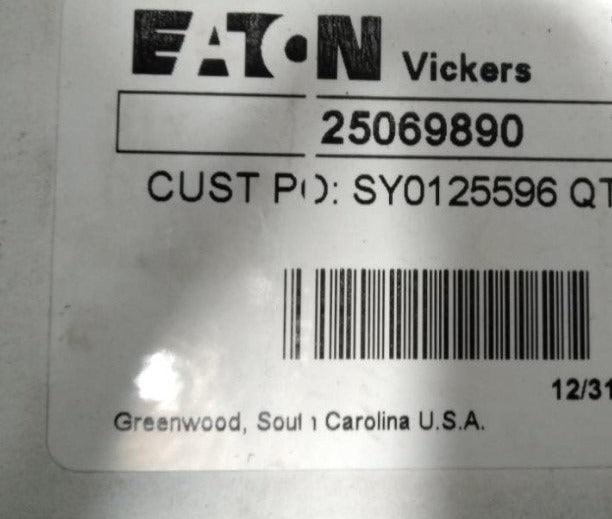 EATON Vickers
25069890
CUST PO: SY0125596 QT
12/31
Greenwood, South Carolina U.S.A.